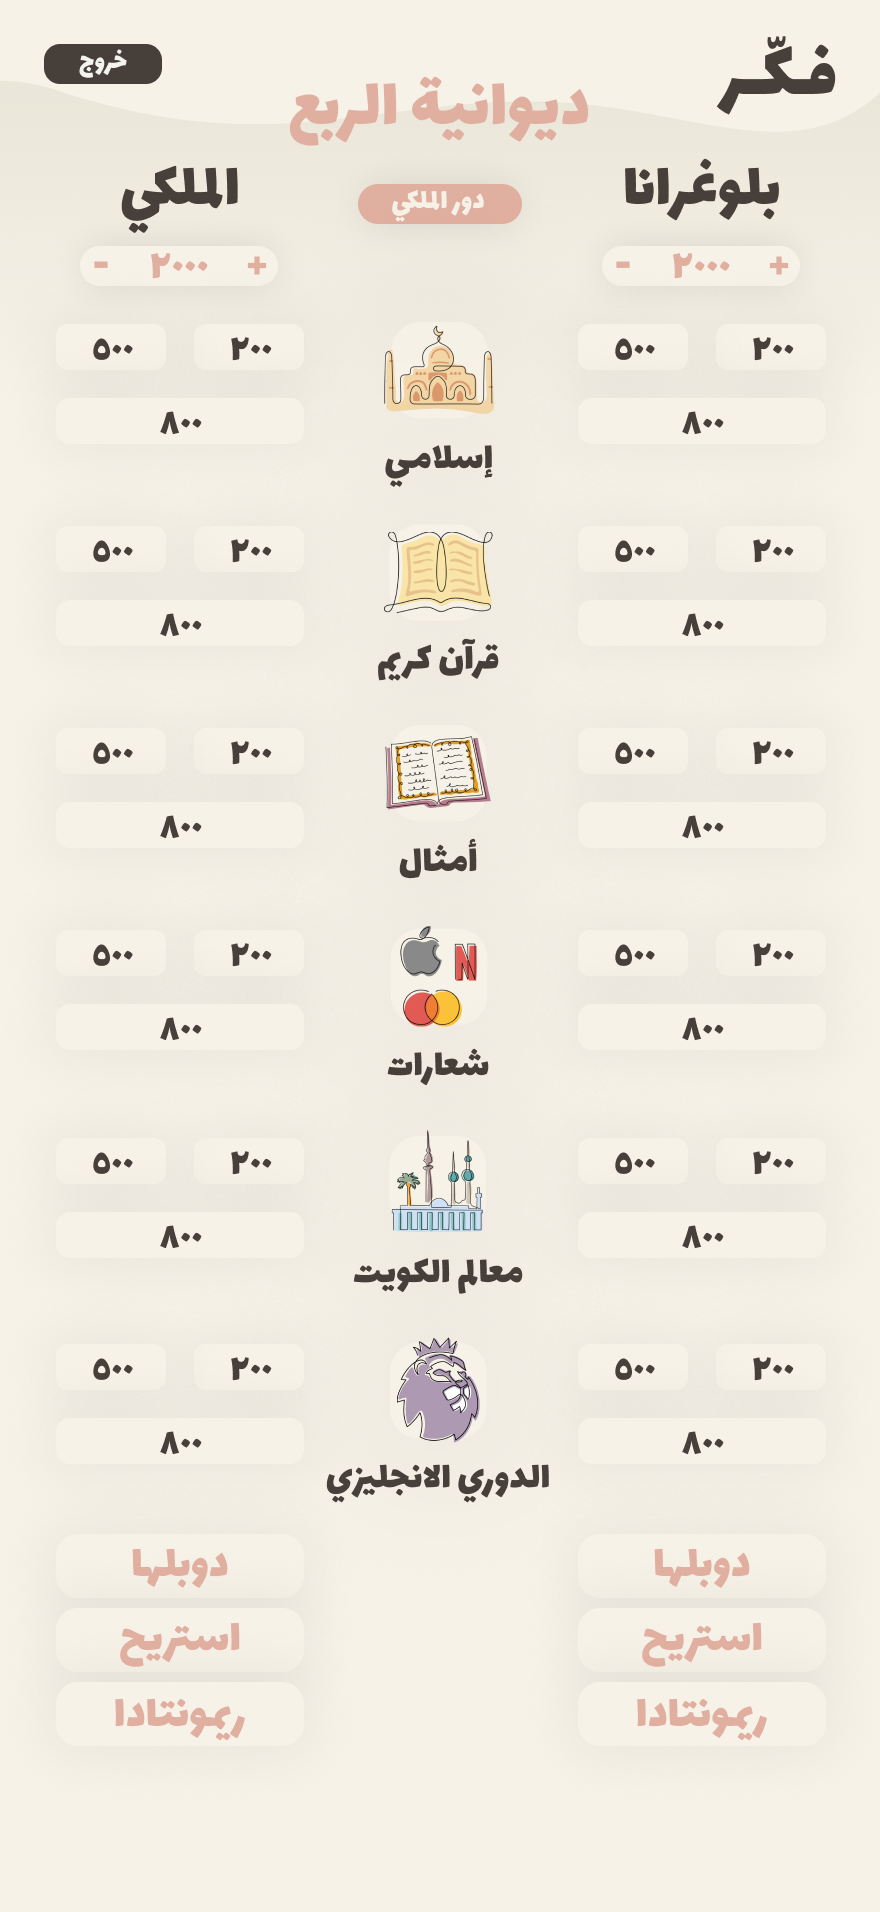 فكّر
خروج
ديوانية الربع
بلوغرانا
دور الملكي
الملكي
+ ٢٠٠٠ -
+ ٢٠٠٠ -
٢٠٠ ٥٠٠
٢٠٠ ٥٠٠
٨٠٠
٨٠٠
إسلامي
٢٠٠ ٥٠٠
٢٠٠ ٥٠٠
٨٠٠
٨٠٠
قرآن كريم
٢٠٠ ٥٠٠
٢٠٠ ٥٠٠
٨٠٠
٨٠٠
أمثال
٢٠٠ ٥٠٠
N
٢٠٠ ٥٠٠
٨٠٠
٨٠٠
شعارات
٢٠٠ ٥٠٠
٢٠٠ ٥٠٠
٨٠٠
٨٠٠
معالم الكويت
٢٠٠ ٥٠٠
٢٠٠ ٥٠٠
٨٠٠
٨٠٠
الدوري الانجليزي
دوبلها
دوبلها
استريح
استريح
ريمونتادا
ريمونتادا